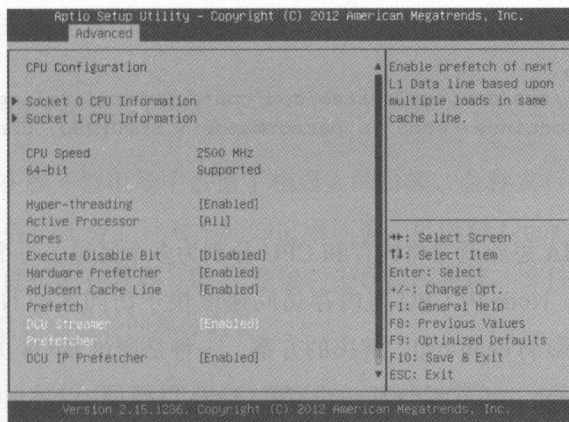 Aptio Setup Utility - Copyright (C) 2012 American Megatrends, Inc.
Advanced
CPU Configuration
Socket 0 CPU Information
Socket 1 CPU Information
CPU Speed 2500 MHz
64-bit Supported
Hyper-threading [Enabled]
Active Processor [All]
Cores
Execute Disable Bit [Disabled]
Hardware Prefetcher [Enabled]
Adjacent Cache Line [Enabled]
Prefetch
DCU Streamer [Enabled]
Prefetcher
DCU IP Prefetcher [Enabled]
Enable prefetch of next
L1 Data line based upon
multiple loads in same
cache line.
→←: Select Screen
↑↓: Select Item
Enter: Select
+/-: Change Opt.
F1: General Help
F8: Previous Values
F9: Optimized Defaults
F10: Save & Exit
ESC: Exit
Version 2.15.1236. Copyright (C) 2012 American Megatrends, Inc.